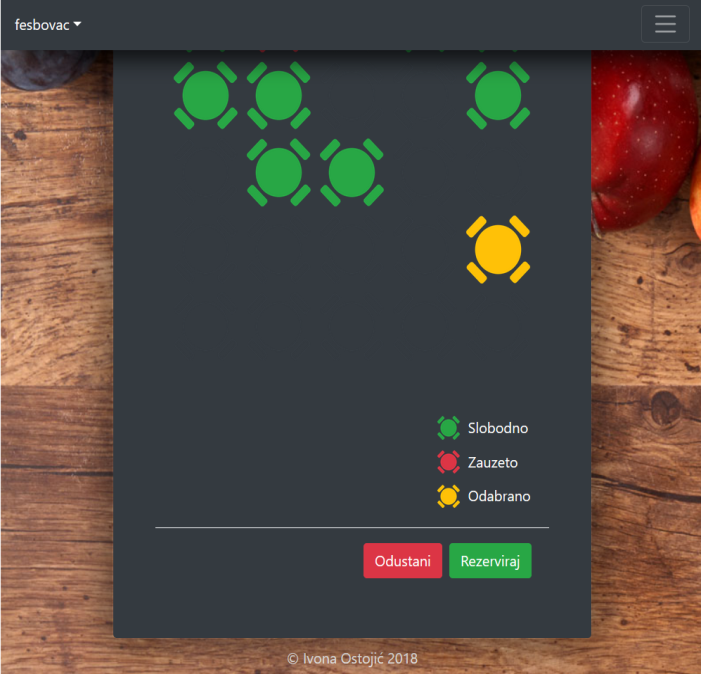 fesbovac
Slobodno
Zauzeto
Odabrano
Odustani Rezerviraj
© Ivona Ostojić 2018